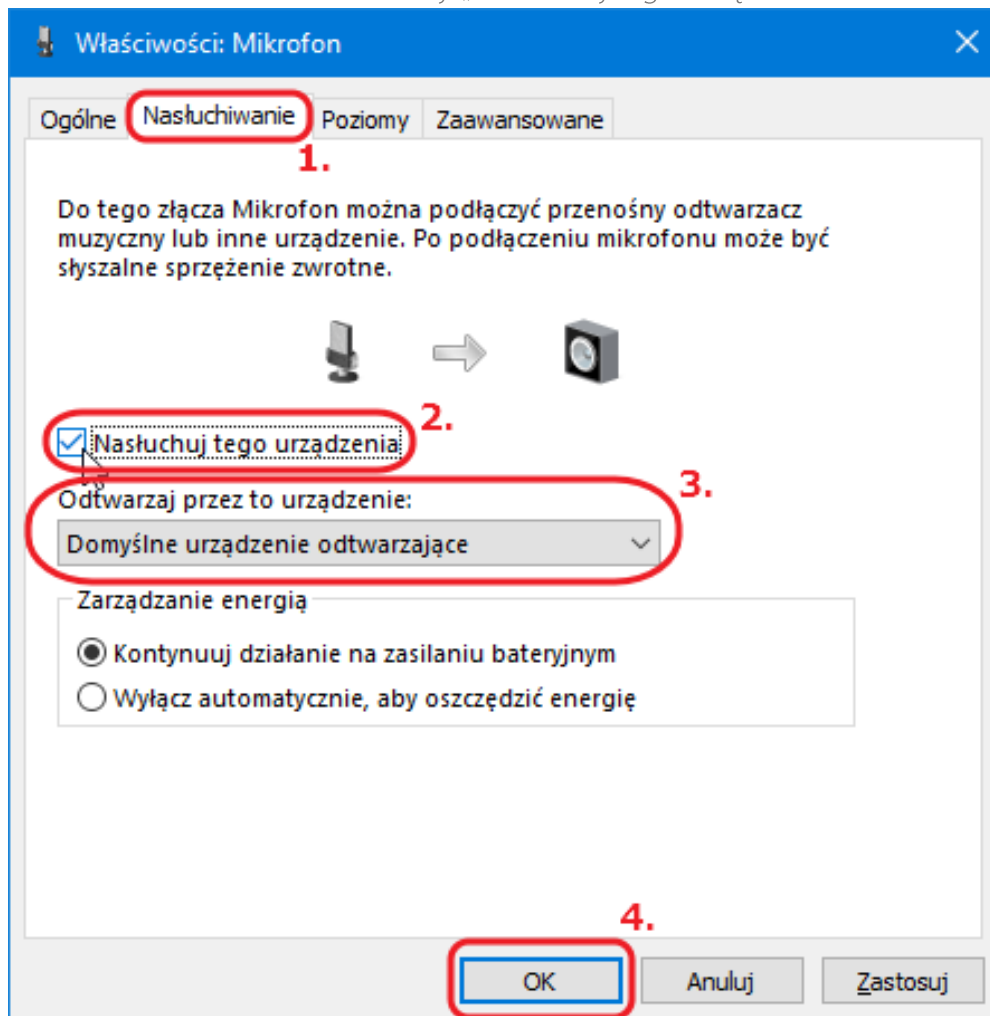 Właściwości: Mikrofon
Ogólne Nasłuchiwanie Poziomy Zaawansowane
1.
Do tego złącza Mikrofon można podłączyć przenośny odtwarzacz
muzyczny lub inne urządzenie. Po podłączeniu mikrofonu może być
słyszalne sprzężenie zwrotne.
2.
Nasłuchuj tego urządzenia
3.
Odtwarzaj przez to urządzenie:
Domyślne urządzenie odtwarzające
Zarządzanie energią
Kontynuuj działanie na zasilaniu bateryjnym
Wyłącz automatycznie, aby oszczędzić energię
4.
OK Anuluj Zastosuj